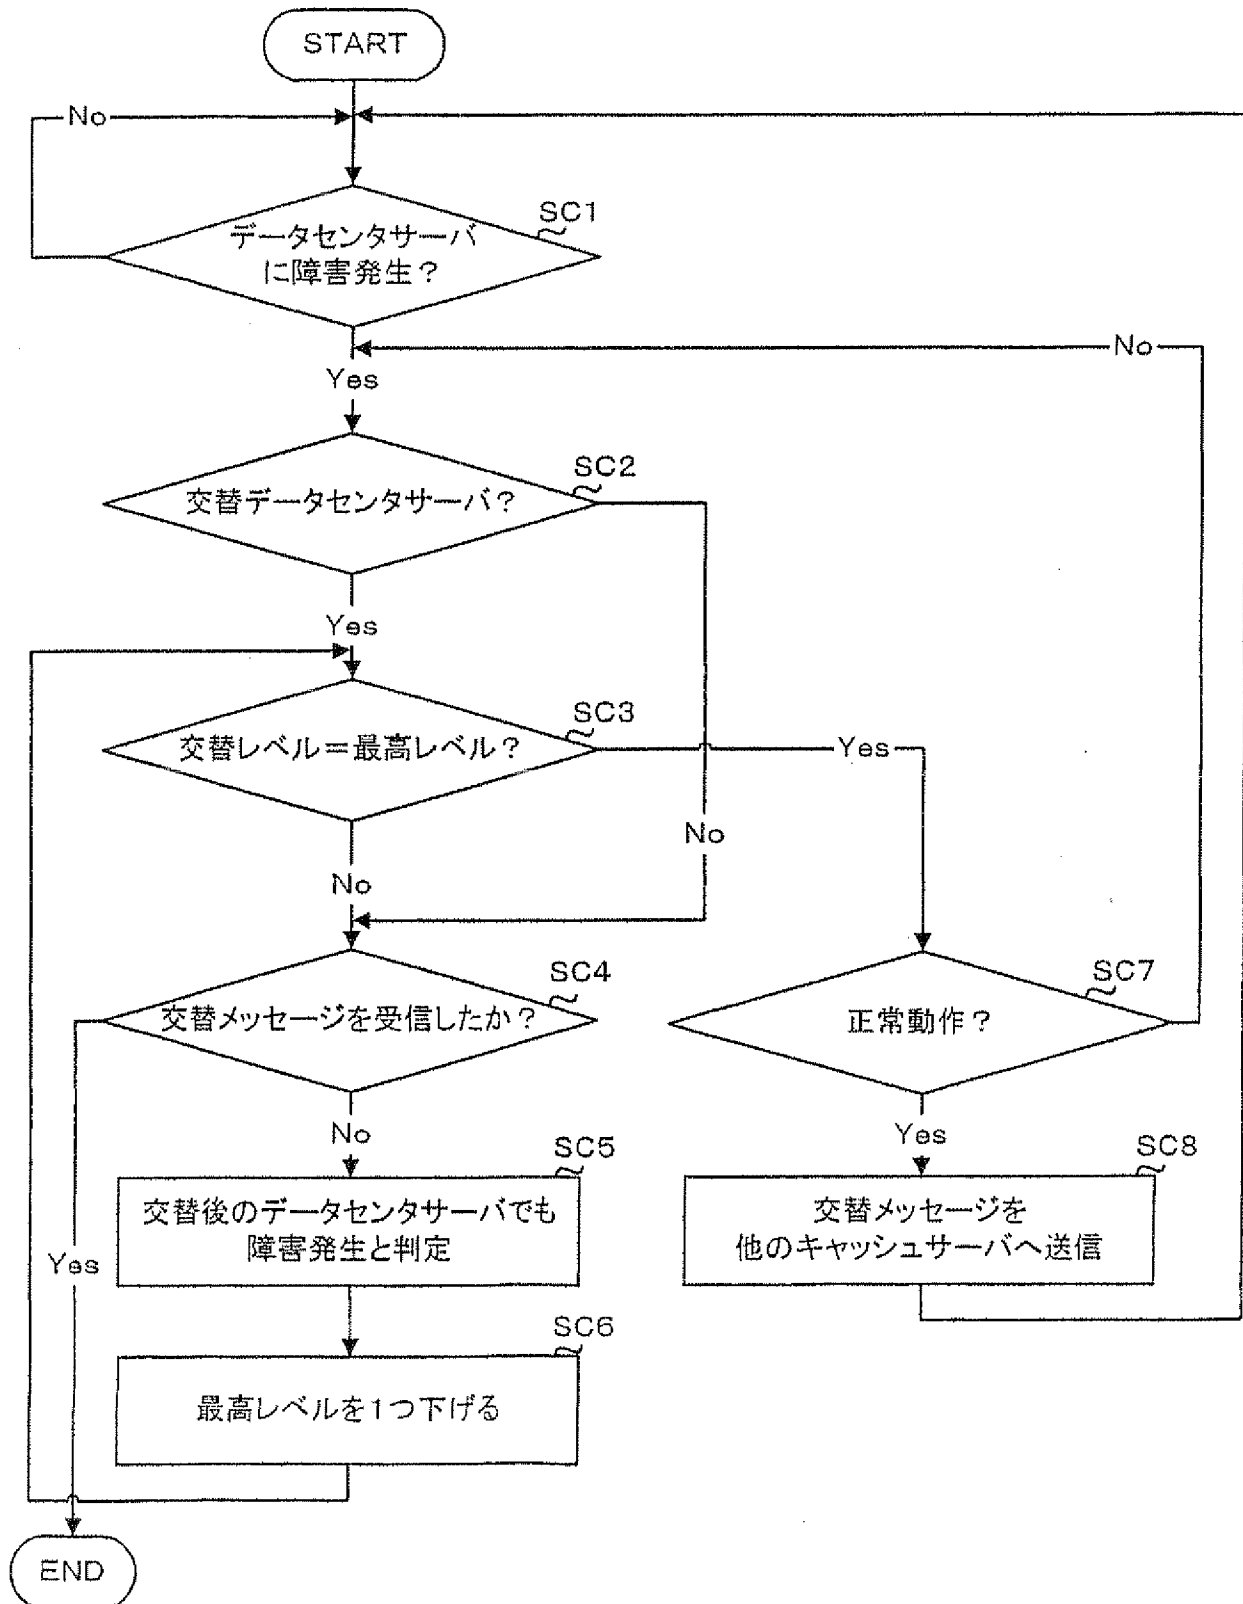 START
No
SC1
データセンタサーバ
に障害発生？
No
Yes
SC2
交替データセンタサーバ？
Yes
SC3
交替レベル＝最高レベル？
Yes
No
No
SC4
交替メッセージを受信したか？
SC7
正常動作？
No
Yes
SC5
交替後のデータセンタサーバでも
障害発生と判定
SC8
交替メッセージを
他のキャッシュサーバへ送信
Yes
SC6
最高レベルを1つ下げる
END